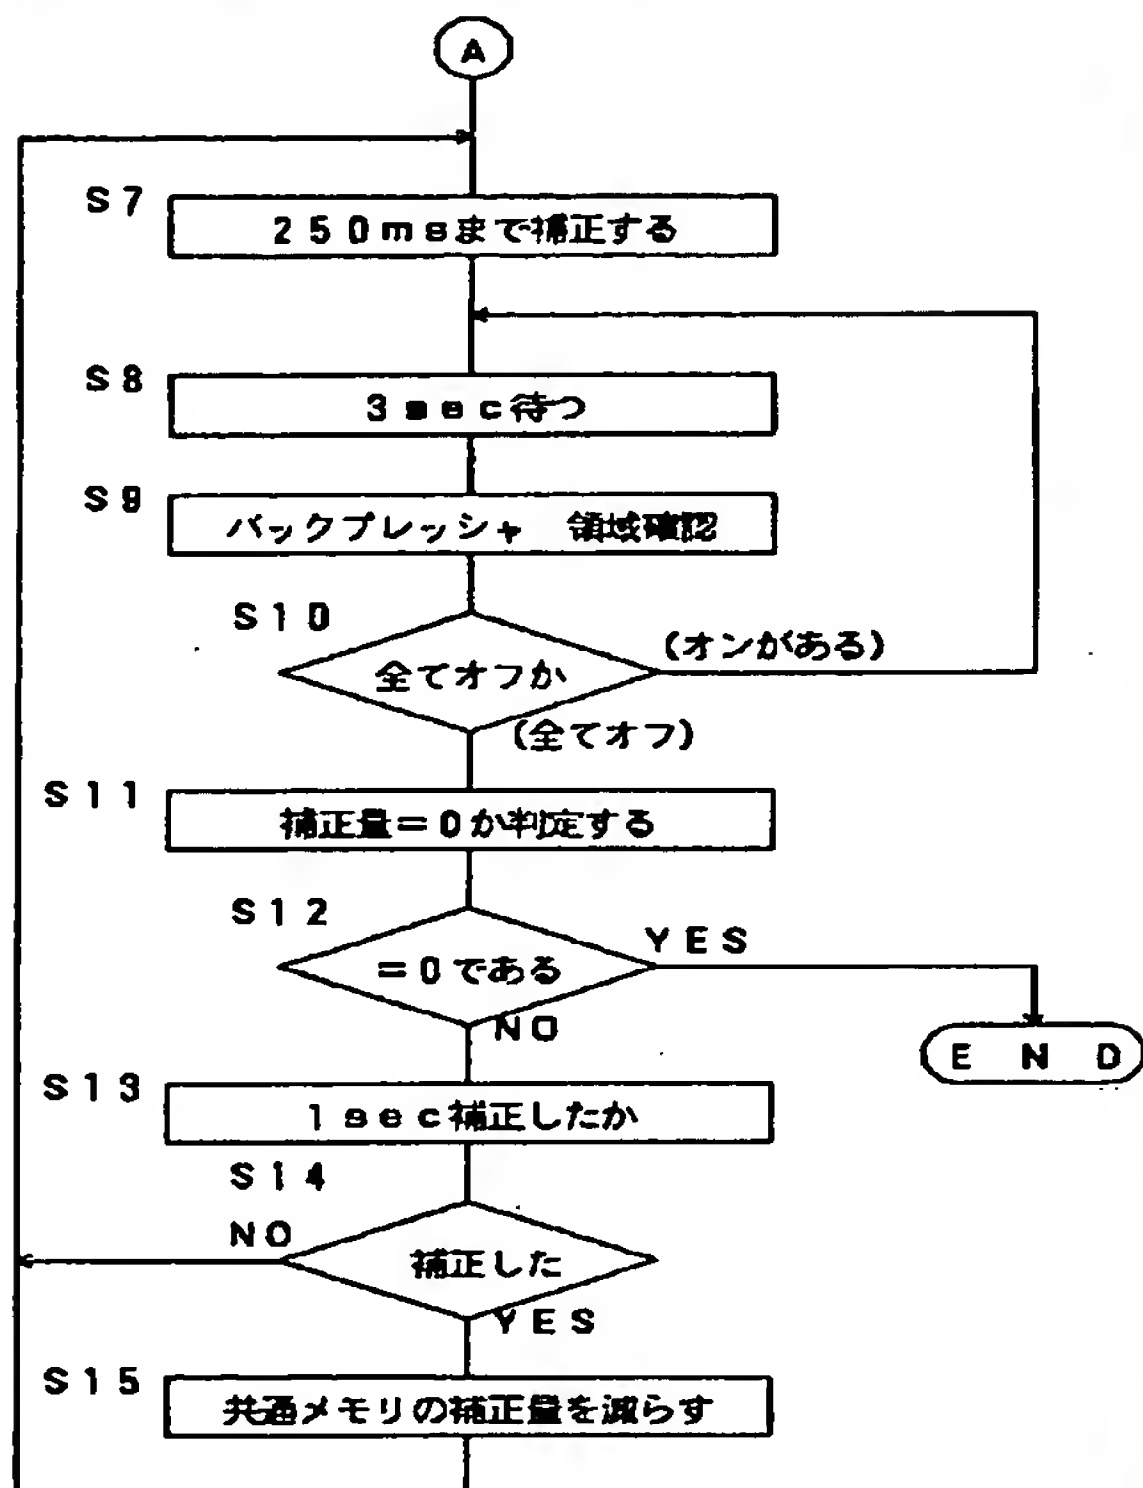 A
S7
250msまで補正する
S8
3sec待つ
S9
バックプレッシャ 領域確認
S10
全てオフか
(オンがある)
(全てオフ)
S11
補正量=0か判定する
S12
=0である
YES
NO
END
S13
1sec補正したか
S14
NO
補正した
YES
S15
共通メモリの補正量を減らす